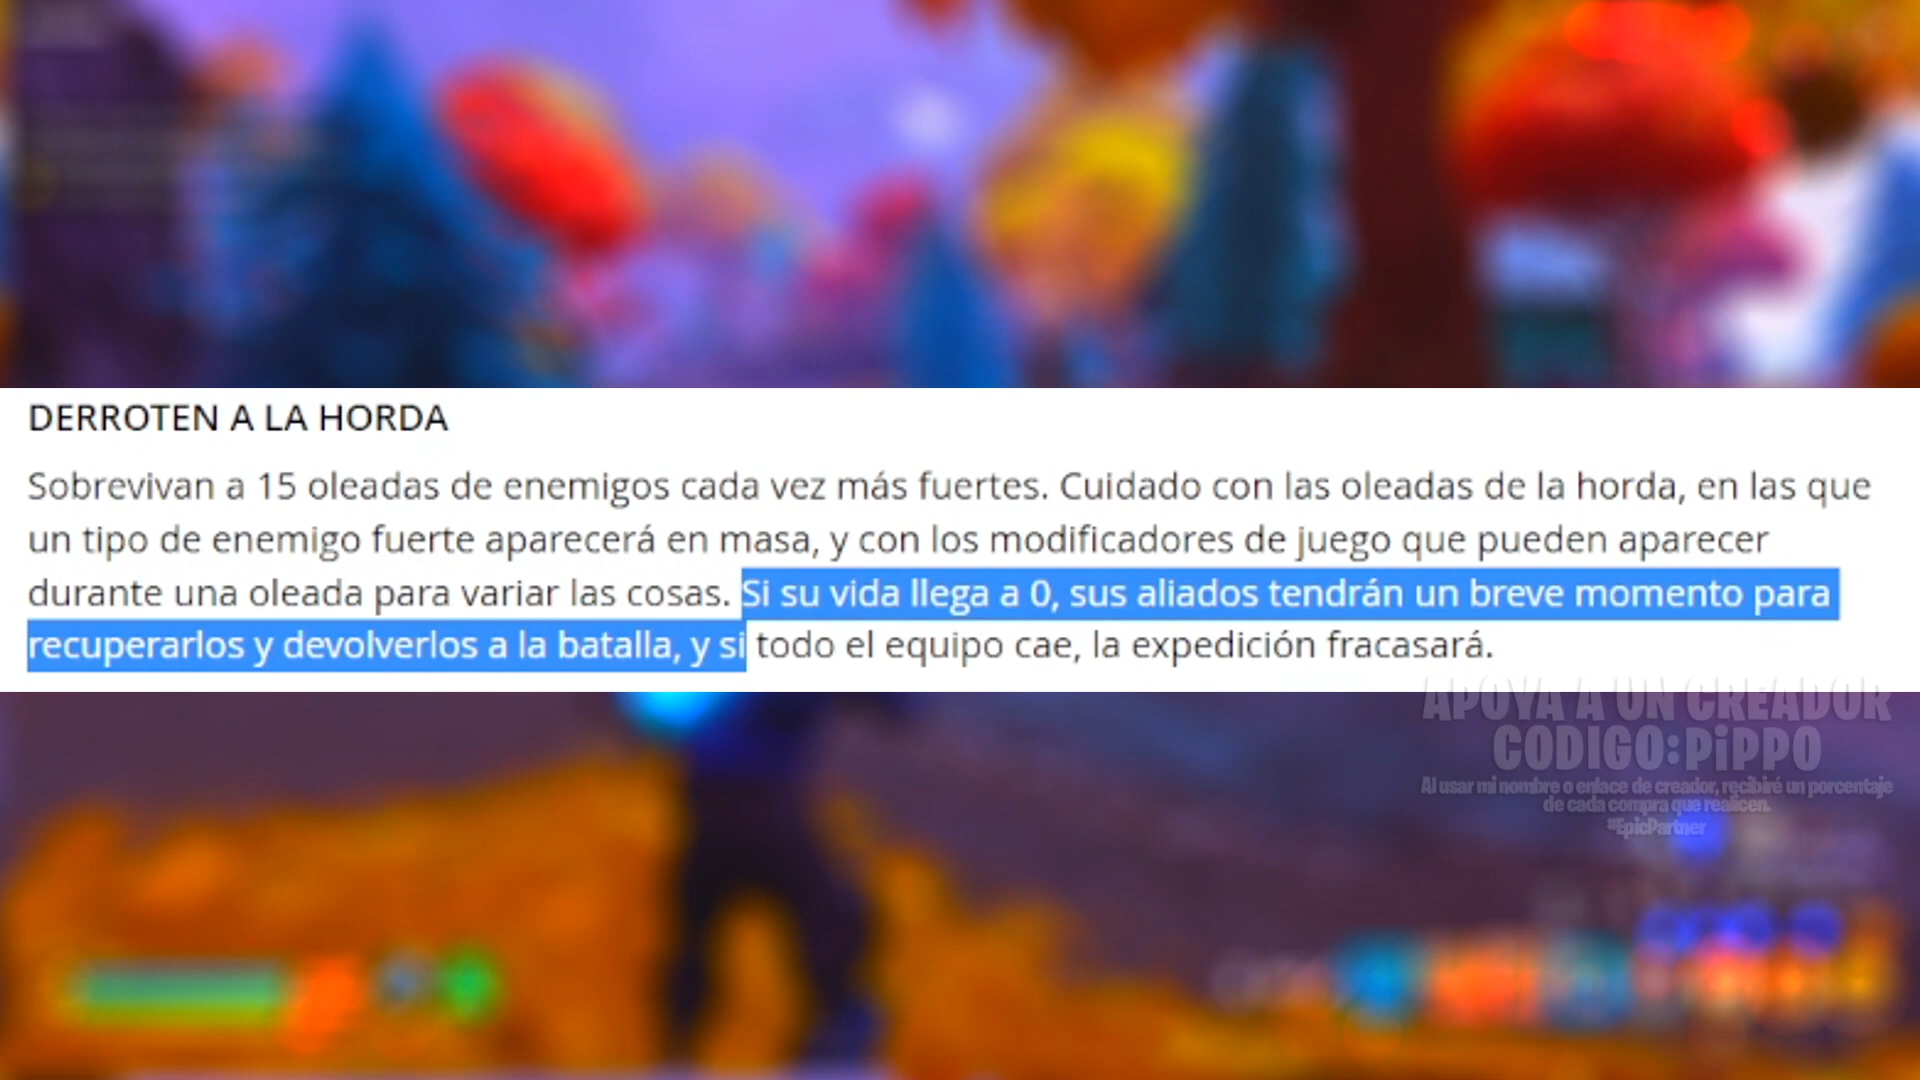 DERROTEN A LA HORDA
Sobrevivan a 15 oleadas de enemigos cada vez más fuertes. Cuidado con las oleadas de la horda, en las que
un tipo de enemigo fuerte aparecerá en masa, y con los modificadores de juego que pueden aparecer
durante una oleada para variar las cosas. Si su vida llega a 0, sus aliados tendrán un breve momento para
recuperarlos y devolverlos a la batalla, y si todo el equipo cae, la expedición fracasará.
APOYA A UN CREADOR
CODIGO:PiPPO
Al usar mi nombre o enlace de creador, recibiré un porcentaje
de cada compra que realicen.
#EpicPartner